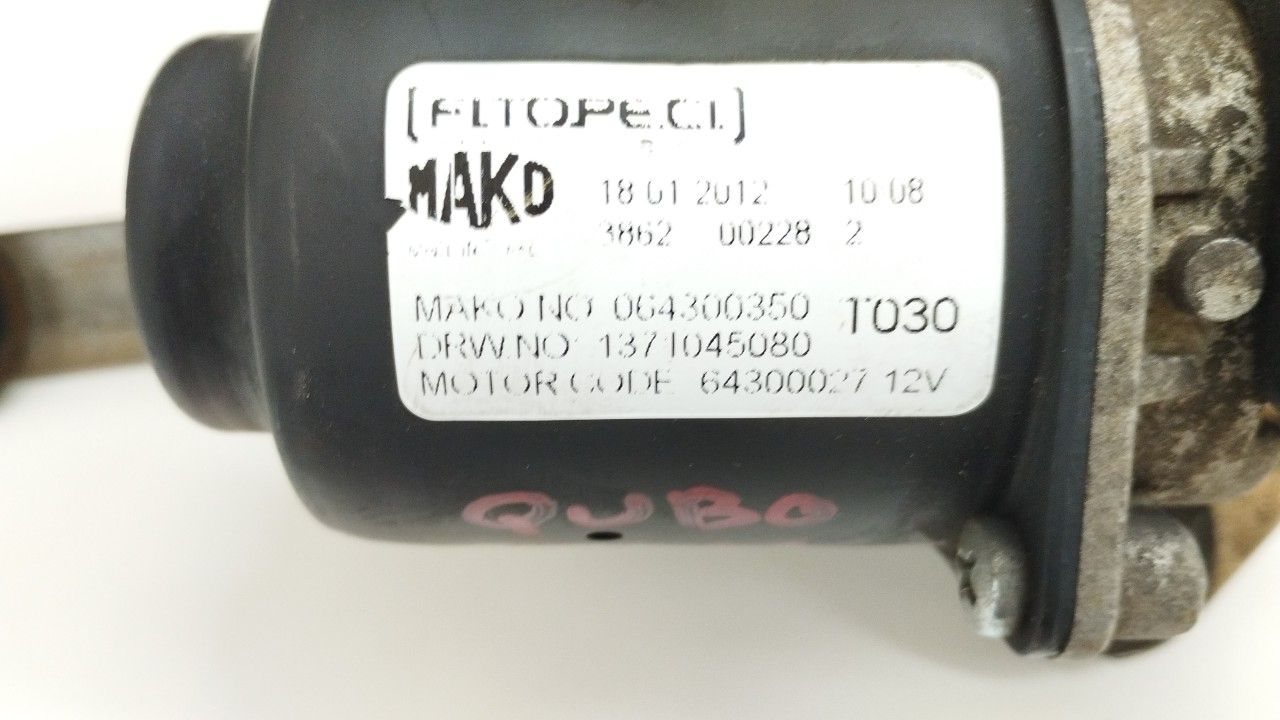 MAKO 18 01 2012 10 08
3862 00228 2
MAKO NO 064300350 T030
DRW.NO: 1371045080
MOTOR CODE 64300027 12V
QUBO